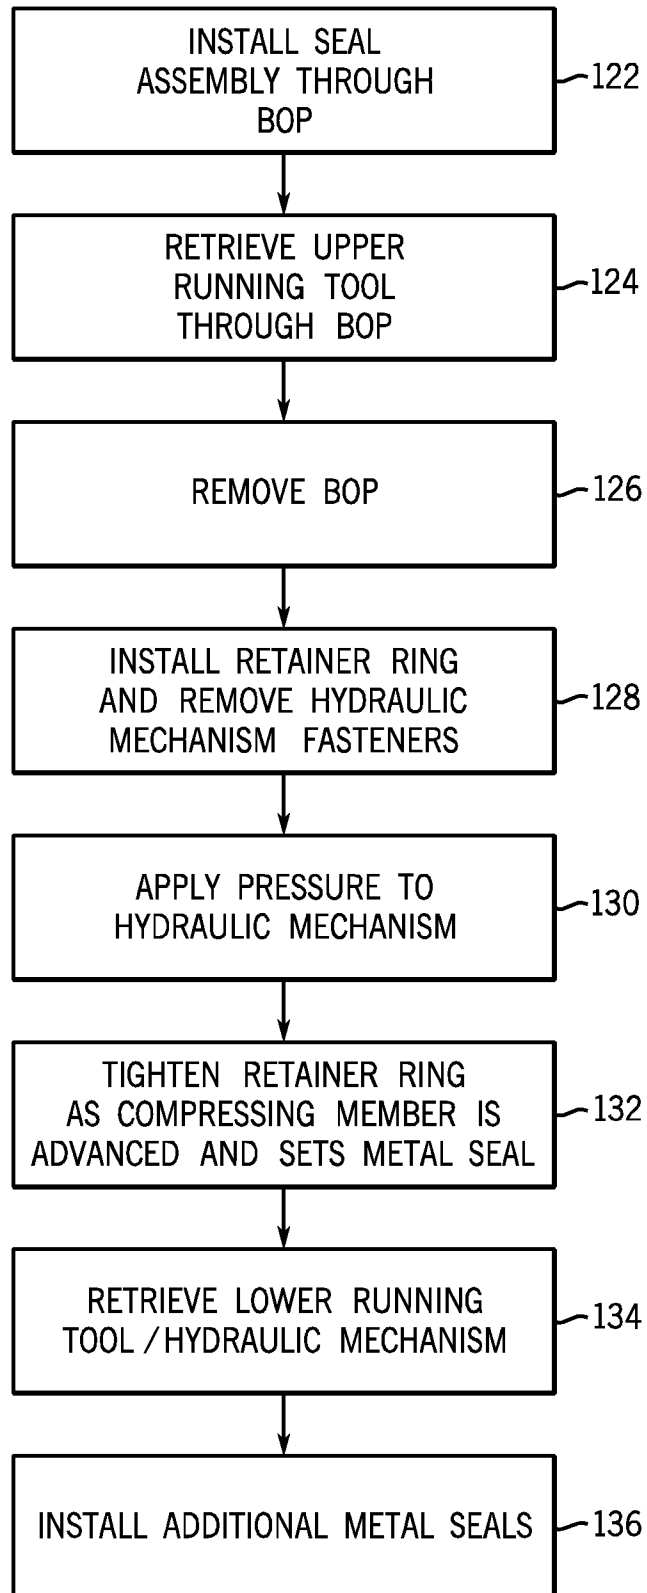 INSTALL SEAL
ASSEMBLY THROUGH
BOP
122
RETRIEVE UPPER
RUNNING TOOL
THROUGH BOP
124
REMOVE BOP
126
INSTALL RETAINER RING
AND REMOVE HYDRAULIC
MECHANISM FASTENERS
128
APPLY PRESSURE TO
HYDRAULIC MECHANISM
130
TIGHTEN RETAINER RING
AS COMPRESSING MEMBER IS
ADVANCED AND SETS METAL SEAL
132
RETRIEVE LOWER RUNNING
TOOL / HYDRAULIC MECHANISM
134
INSTALL ADDITIONAL METAL SEALS
136